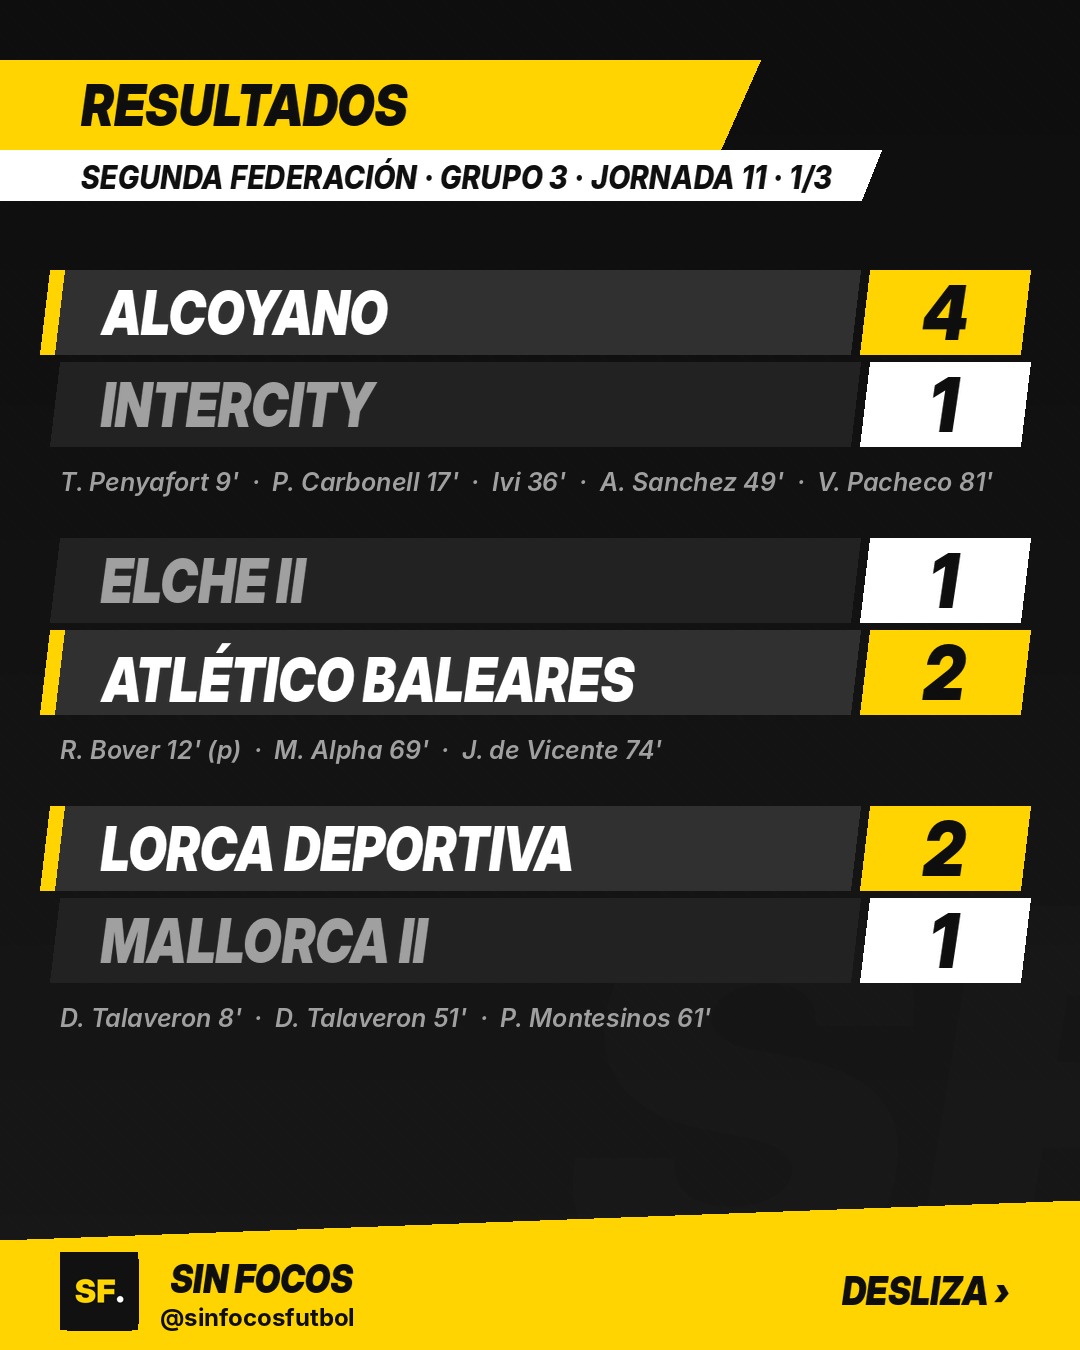 RESULTADOS
SEGUNDA FEDERACIÓN · GRUPO 3 · JORNADA 11 · 1/3
ALCOYANO 4
INTERCITY 1
T. Penyafort 9' · P. Carbonell 17' · Ivi 36' · A. Sanchez 49' · V. Pacheco 81'
ELCHE II 1
ATLÉTICO BALEARES 2
R. Bover 12' (p) · M. Alpha 69' · J. de Vicente 74'
LORCA DEPORTIVA 2
MALLORCA II 1
D. Talaveron 8' · D. Talaveron 51' · P. Montesinos 61'
SF.
SIN FOCOS
@sinfocosfutbol
DESLIZA ›